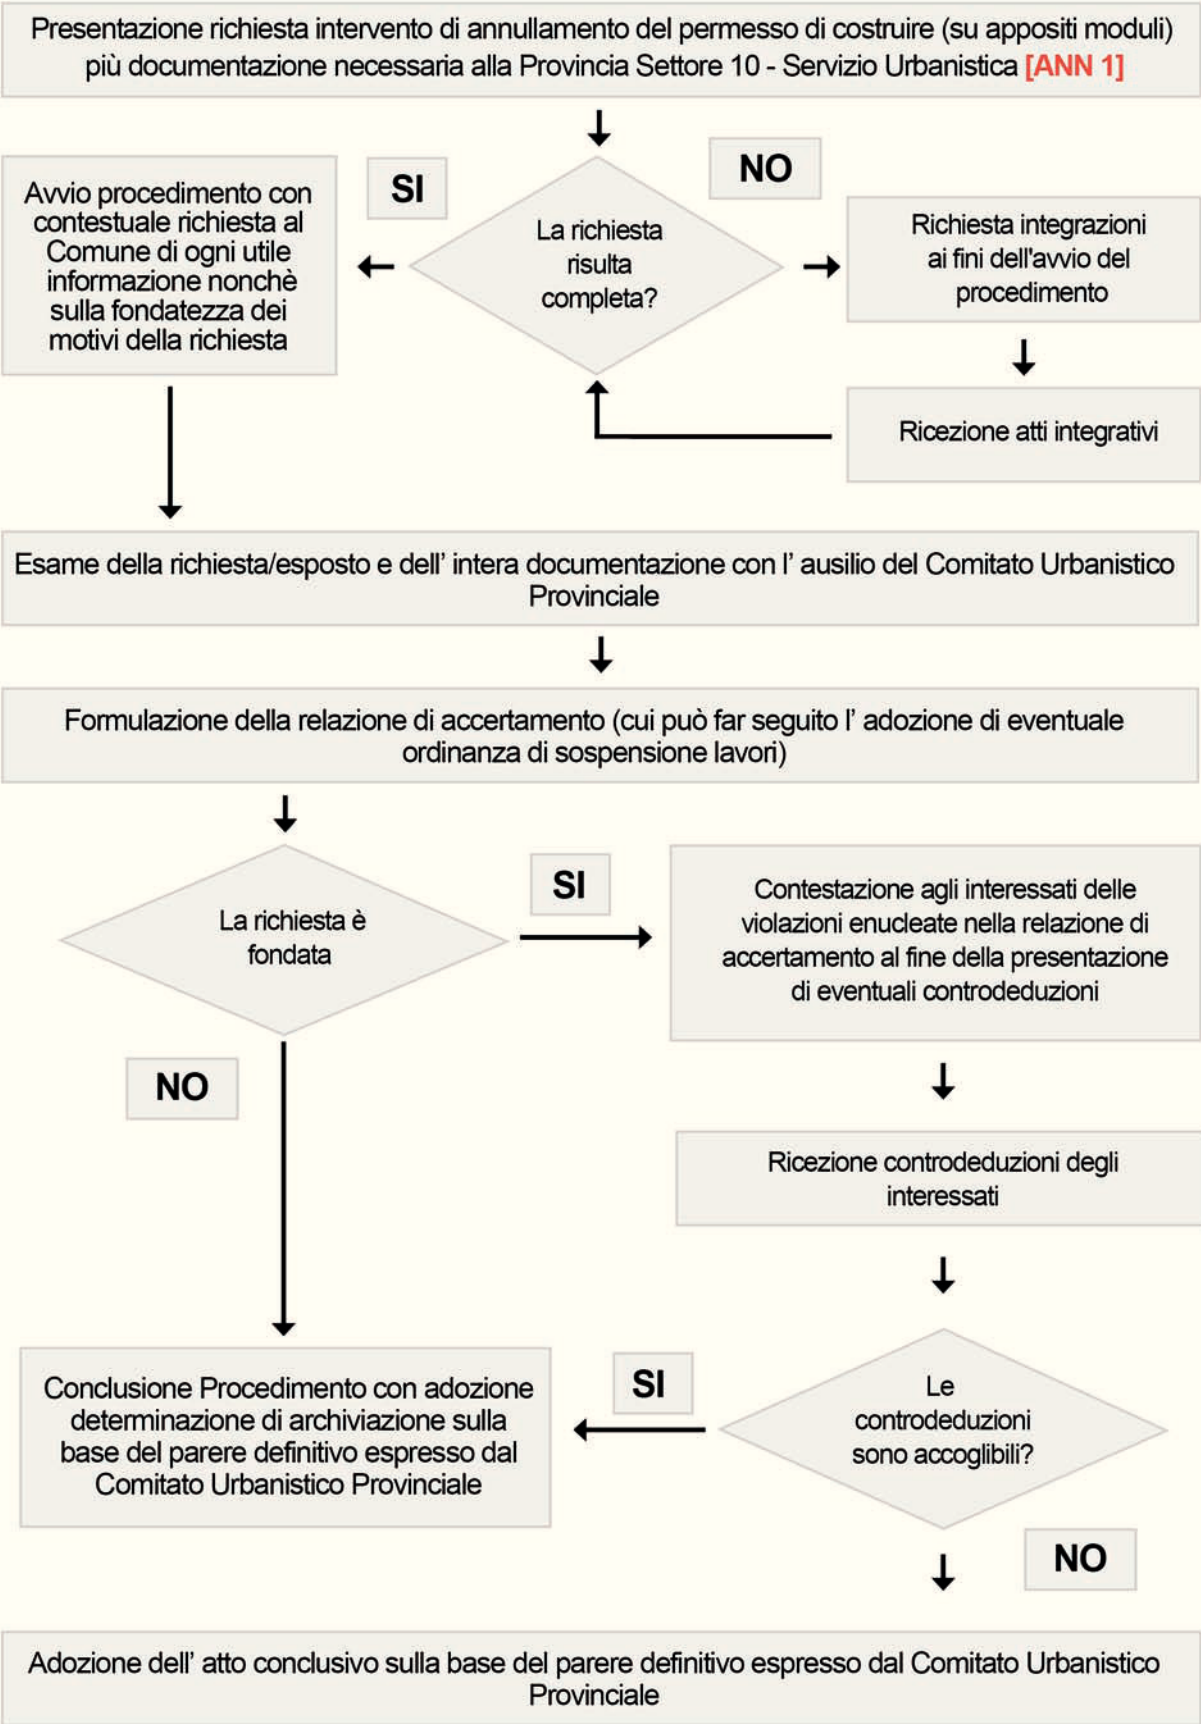 Presentazione richiesta intervento di annullamento del permesso di costruire (su appositi moduli)
più documentazione necessaria alla Provincia Settore 10 - Servizio Urbanistica [ANN 1]
SI
NO
Avvio procedimento con
contestuale richiesta al
Comune di ogni utile
informazione nonchè
sulla fondatezza dei
motivi della richiesta
La richiesta
risulta
completa?
Richiesta integrazioni
ai fini dell'avvio del
procedimento
Ricezione atti integrativi
Esame della richiesta/esposto e dell' intera documentazione con l' ausilio del Comitato Urbanistico
Provinciale
Formulazione della relazione di accertamento (cui può far seguito l' adozione di eventuale
ordinanza di sospensione lavori)
La richiesta è
fondata
SI
Contestazione agli interessati delle
violazioni enucleate nella relazione di
accertamento al fine della presentazione
di eventuali controdeduzioni
NO
Ricezione controdeduzioni degli
interessati
Conclusione Procedimento con adozione
determinazione di archiviazione sulla
base del parere definitivo espresso dal
Comitato Urbanistico Provinciale
SI
Le
controdeduzioni
sono accoglibili?
NO
Adozione dell' atto conclusivo sulla base del parere definitivo espresso dal Comitato Urbanistico
Provinciale